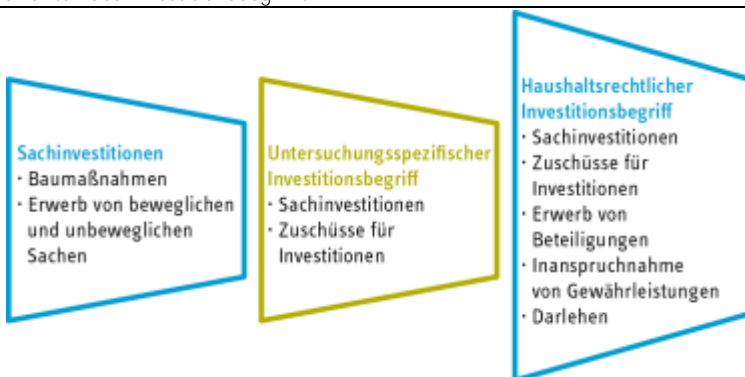 Sachinvestitionen
· Baumaßnahmen
· Erwerb von beweglichen
und unbeweglichen
Sachen
Untersuchungsspezifischer
Investitionsbegriff
· Sachinvestitionen
· Zuschüsse für
Investitionen
Haushaltsrechtlicher
Investitionsbegriff
· Sachinvestitionen
· Zuschüsse für
Investitionen
· Erwerb von
Beteiligungen
· Inanspruchnahme
von Gewährleistungen
· Darlehen